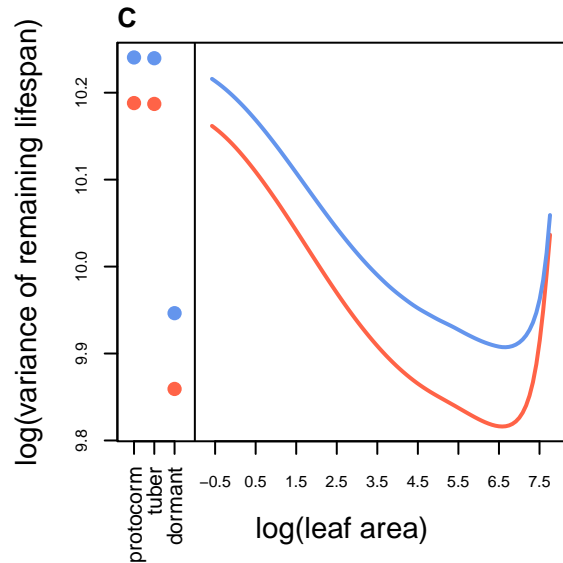 C
log(variance of remaining lifespan)
10.2
10.1
10.0
9.9
9.8
protocorm
tuber
dormant
−0.5 0.5 1.5 2.5 3.5 4.5 5.5 6.5 7.5
log(leaf area)